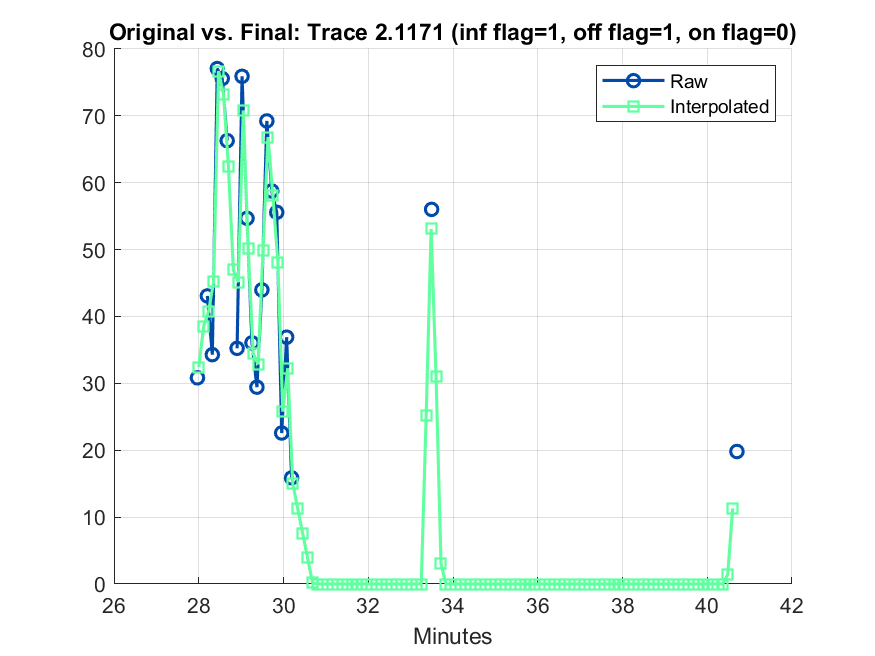 Original vs. Final: Trace 2.1171 (inf flag=1, off flag=1, on flag=0)
80
70
60
50
40
30
20
10
0
Raw
Interpolated
26 28 30 32 34 36 38 40 42
Minutes